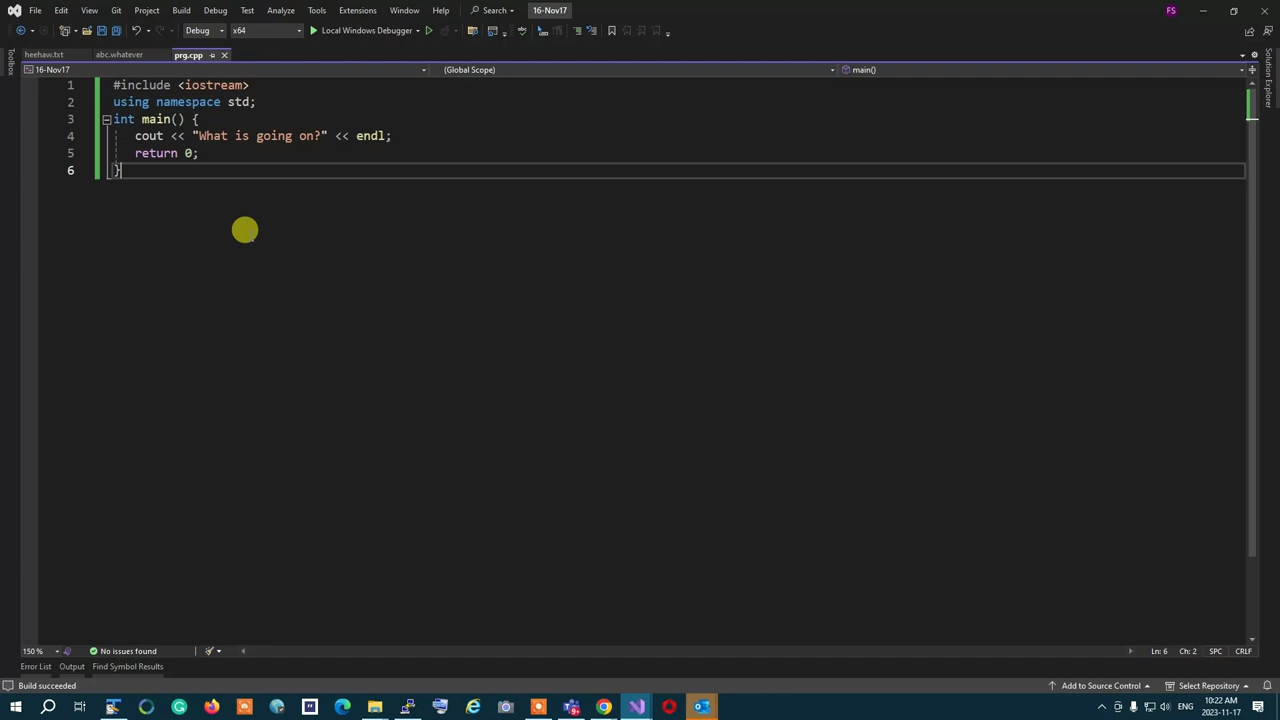 File Edit View Git Project Build Debug Test Analyze Tools Extensions Window Help Search 16-Nov17 FS
Debug x64 Local Windows Debugger
heehaw.txt abc.whatever prg.cpp
16-Nov17 (Global Scope) main()
Toolbox
Solution Explorer
1 #include <iostream>
2 using namespace std;
3 int main() {
4 cout << "What is going on?" << endl;
5 return 0;
6 }
150 % No issues found Ln: 6 Ch: 2 SPC CRLF
Error List Output Find Symbol Results
Build succeeded Add to Source Control Select Repository
ENG 10:22 AM
2023-11-17